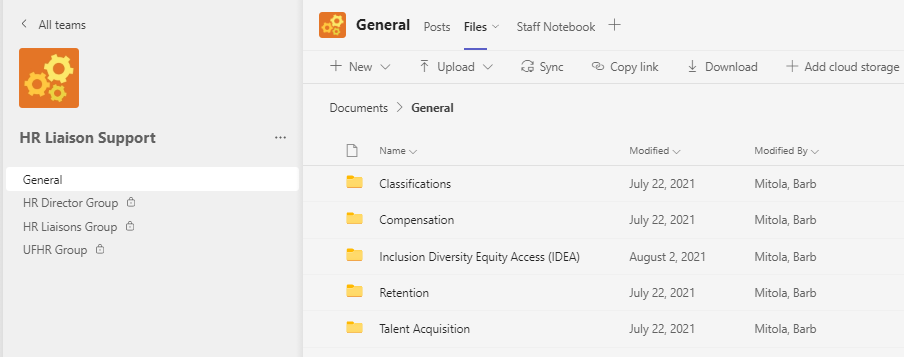 All teams
HR Liaison Support
...
General
HR Director Group
HR Liaisons Group
UFHR Group
General Posts Files Staff Notebook
New Upload Sync Copy link Download Add cloud storage
Documents > General
Name Modified Modified By
Classifications July 22, 2021 Mitola, Barb
Compensation July 22, 2021 Mitola, Barb
Inclusion Diversity Equity Access (IDEA) August 2, 2021 Mitola, Barb
Retention July 22, 2021 Mitola, Barb
Talent Acquisition July 22, 2021 Mitola, Barb